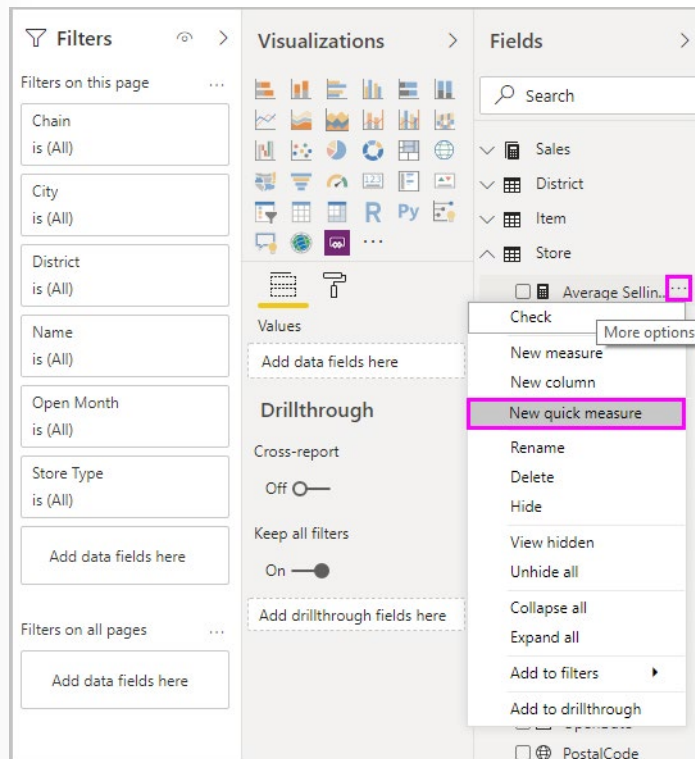 Filters
Filters on this page
...
Chain
is (All)
City
is (All)
District
is (All)
Name
is (All)
Open Month
is (All)
Store Type
is (All)
Add data fields here
Filters on all pages
...
Add data fields here
Visualizations
123
R
Py
...
Values
Add data fields here
Drillthrough
Cross-report
Off
Keep all filters
On
Add drillthrough fields here
Fields
Search
Sales
District
Item
Store
Average Sellin...
...
Check
More options
New measure
New column
New quick measure
Rename
Delete
Hide
View hidden
Unhide all
Collapse all
Expand all
Add to filters
Add to drillthrough
PostalCode